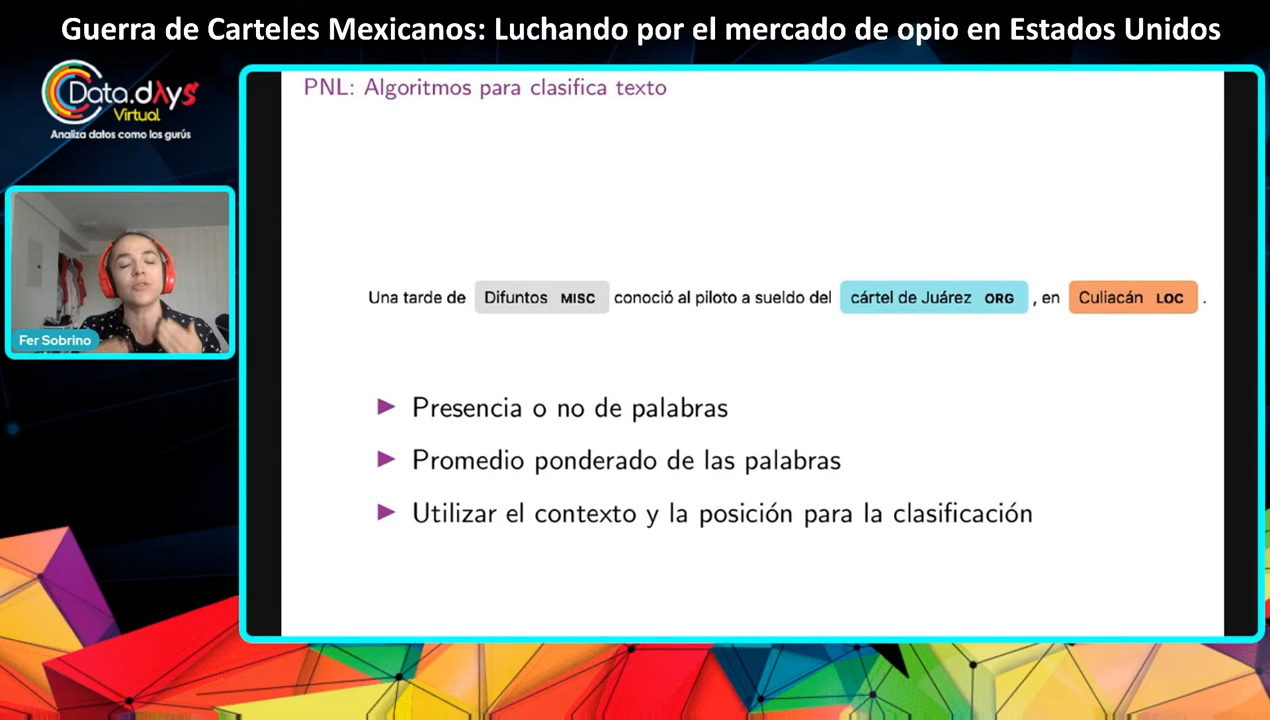 Guerra de Carteles Mexicanos: Luchando por el mercado de opio en Estados Unidos
Data.dAys
Virtual
Analiza datos como los gurús
PNL: Algoritmos para clasifica texto
Una tarde de Difuntos MISC conoció al piloto a sueldo del cártel de Juárez ORG , en Culiacán LOC .
Fer Sobrino
► Presencia o no de palabras
► Promedio ponderado de las palabras
► Utilizar el contexto y la posición para la clasificación